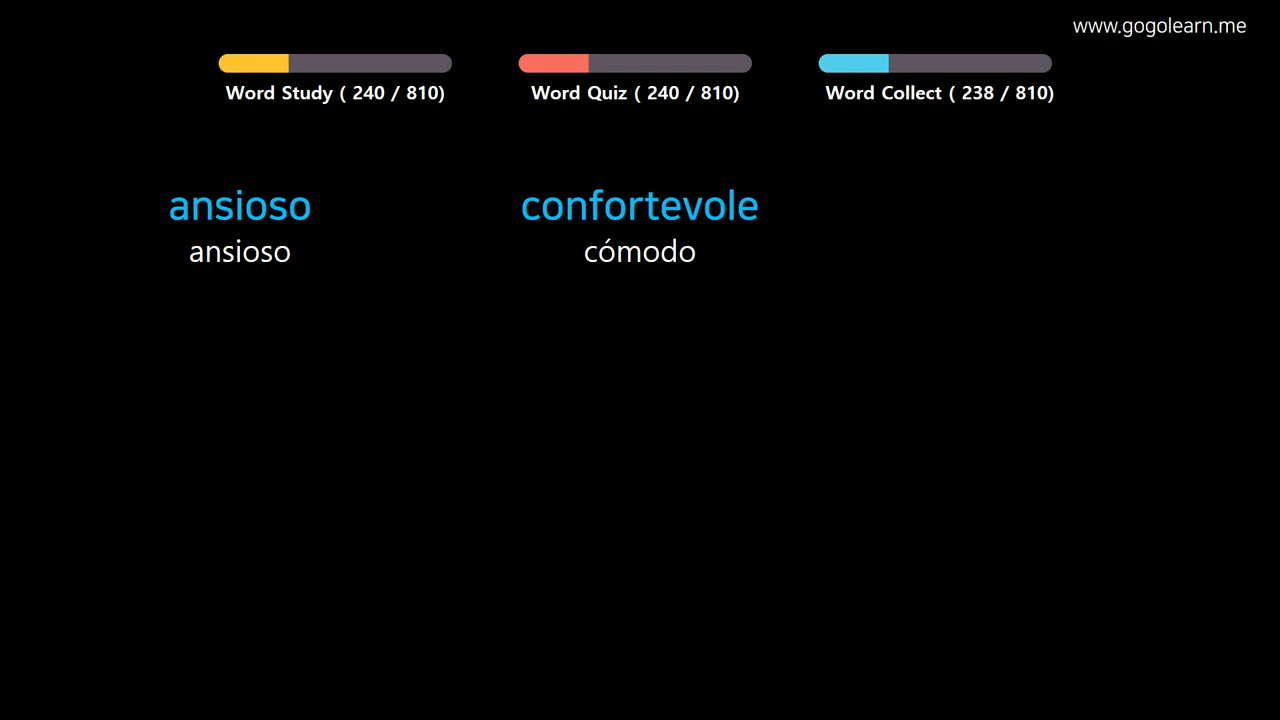 www.gogolearn.me
Word Study ( 240 / 810)
Word Quiz ( 240 / 810)
Word Collect ( 238 / 810)
ansioso
ansioso
confortevole
cómodo